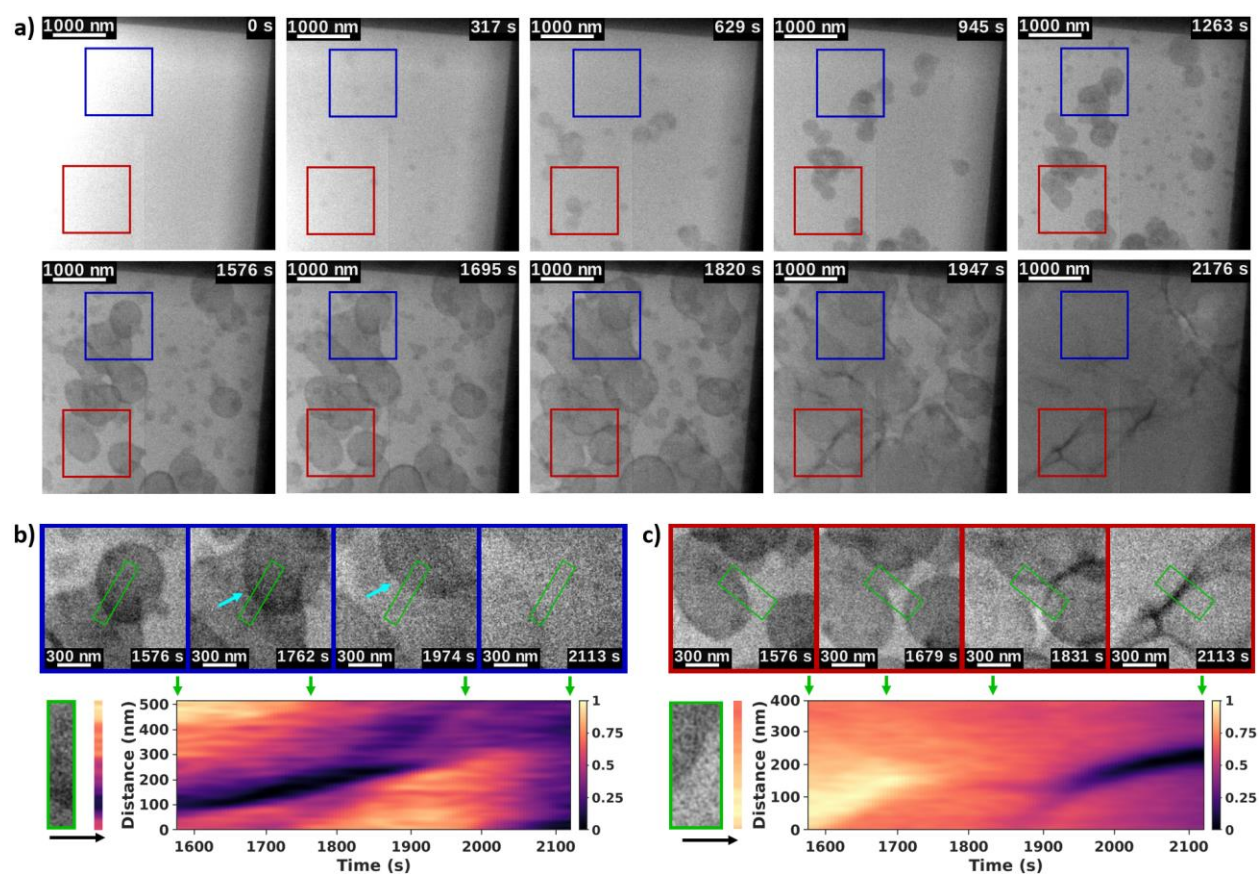 a)
1000 nm 0 s
1000 nm 317 s
1000 nm 629 s
1000 nm 945 s
1000 nm 1263 s
1000 nm 1576 s
1000 nm 1695 s
1000 nm 1820 s
1000 nm 1947 s
1000 nm 2176 s
b)
300 nm 1576 s
300 nm 1762 s
300 nm 1974 s
300 nm 2113 s
Distance (nm)
500
400
300
200
100
0
1600 1700 1800 1900 2000 2100
Time (s)
1
0.75
0.5
0.25
0
c)
300 nm 1576 s
300 nm 1679 s
300 nm 1831 s
300 nm 2113 s
Distance (nm)
400
300
200
100
0
1600 1700 1800 1900 2000 2100
Time (s)
1
0.75
0.5
0.25
0